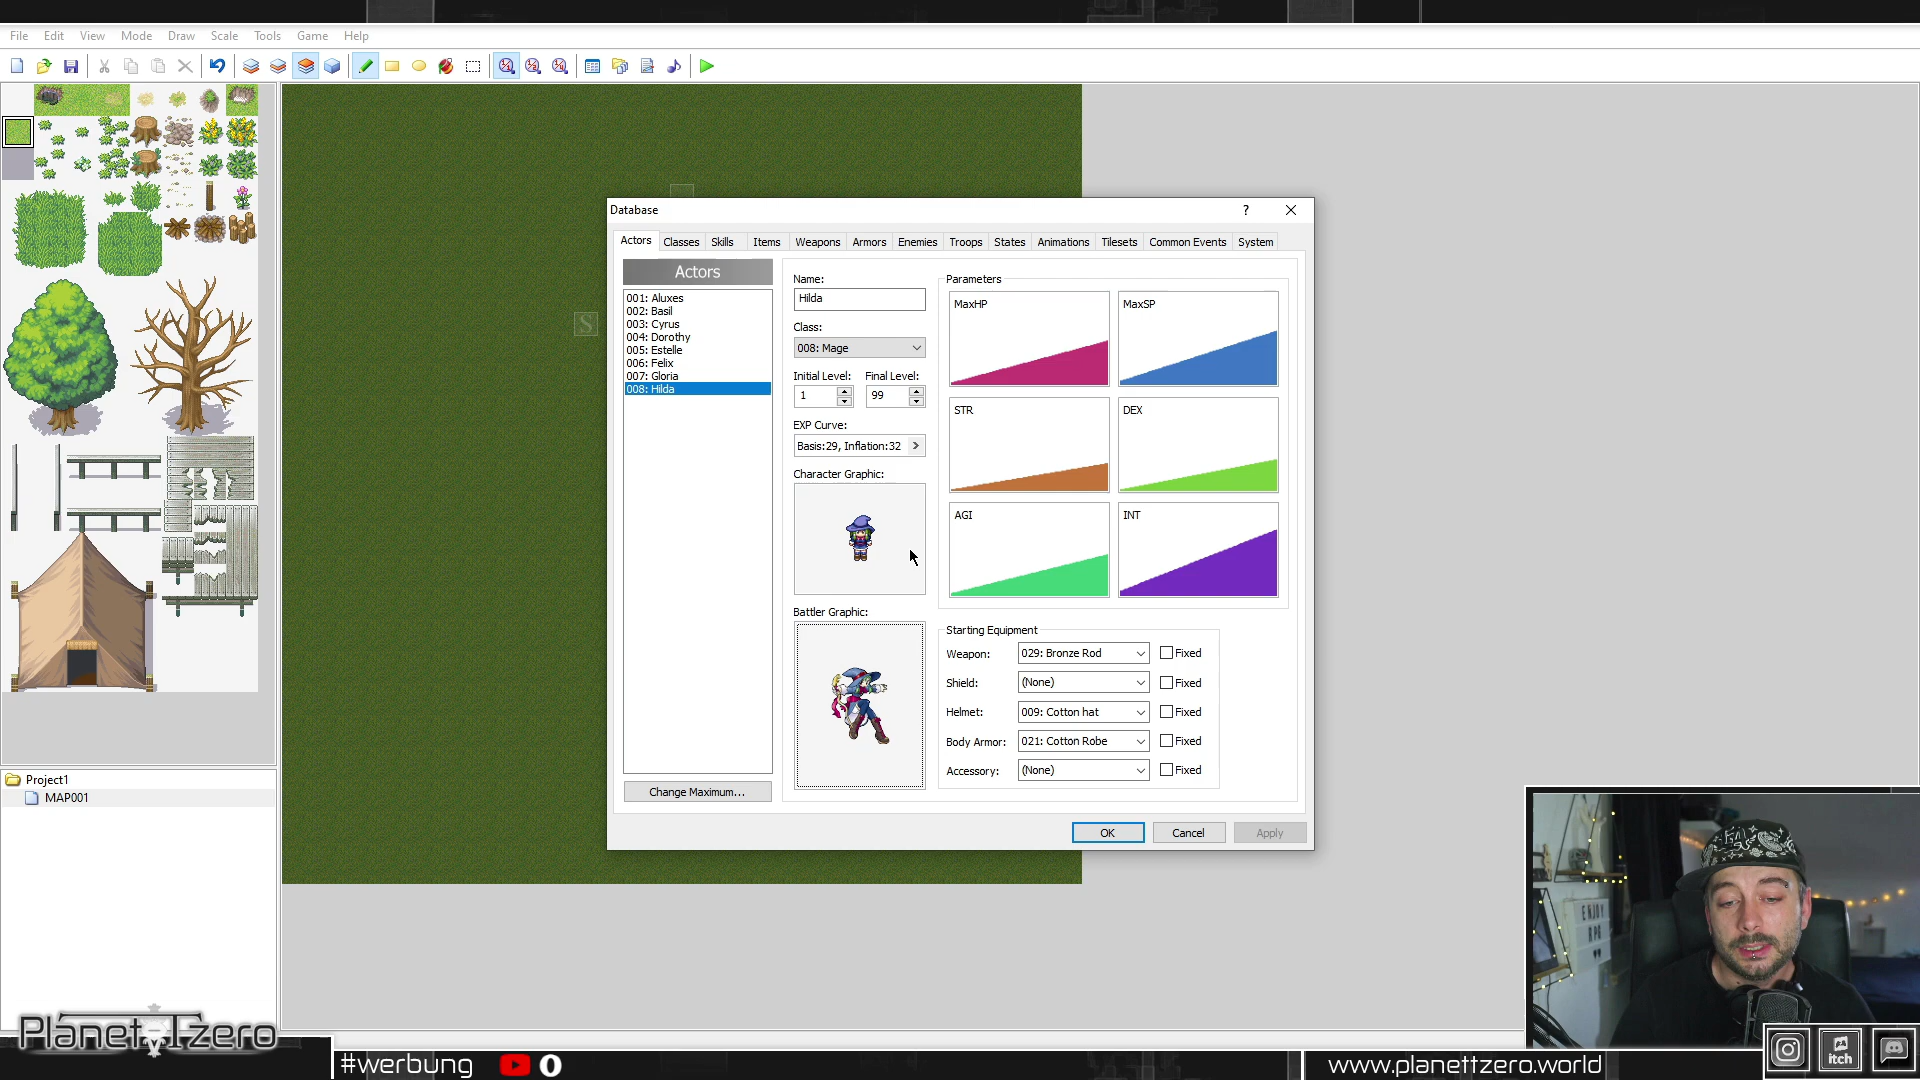 File Edit View Mode Draw Scale Tools Game Help
Database
?
Actors Classes Skills Items Weapons Armors Enemies Troops States Animations Tilesets Common Events System
Actors
001: Aluxes
002: Basil
003: Cyrus
004: Dorothy
005: Estelle
006: Felix
007: Gloria
008: Hilda
Change Maximum...
Name:
Hilda
Class:
008: Mage
Initial Level: Final Level:
1 99
EXP Curve:
Basis:29, Inflation:32 >
Character Graphic:
Battler Graphic:
Parameters
MaxHP MaxSP
STR DEX
AGI INT
Starting Equipment
Weapon: 029: Bronze Rod Fixed
Shield: (None) Fixed
Helmet: 009: Cotton hat Fixed
Body Armor: 021: Cotton Robe Fixed
Accessory: (None) Fixed
OK Cancel Apply
S
Project1
MAP001
ENJOY
RPG
PlanetTzero
#werbung 0
www.planettzero.world
itch